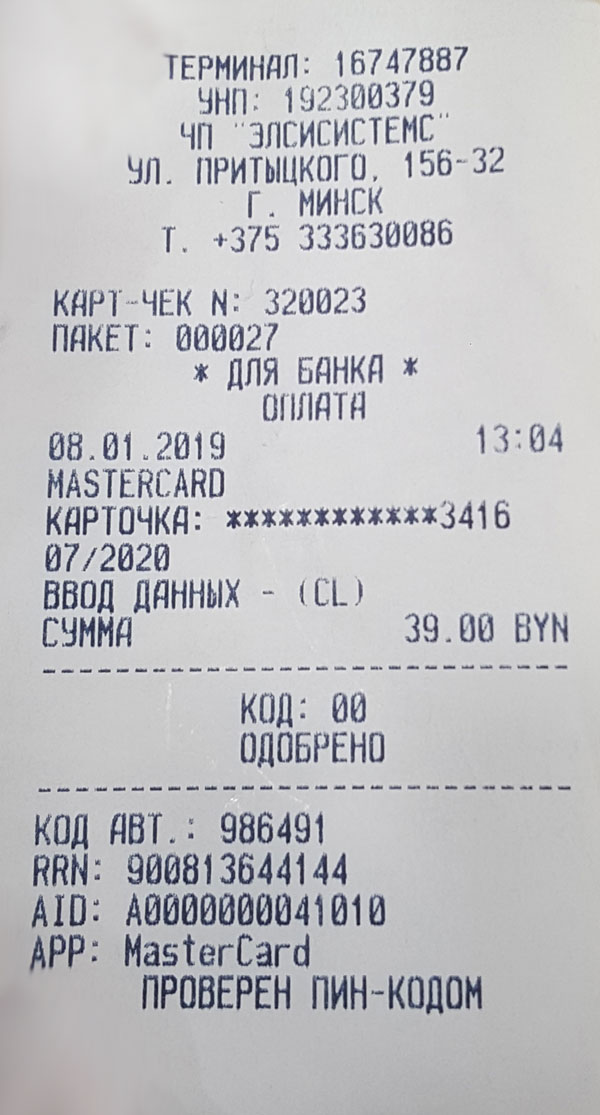 ТЕРМИНАЛ: 16747887
УНП: 192300379
ЧП "ЭЛСИСИСТЕМС"
УЛ. ПРИТЫЦКОГО, 156-32
Г. МИНСК
Т. +375 333630086
КАРТ-ЧЕК N: 320023
ПАКЕТ: 000027
* ДЛЯ БАНКА *
ОПЛАТА
08.01.2019 13:04
MASTERCARD
КАРТОЧКА: ************3416
07/2020
ВВОД ДАННЫХ - (CL)
СУММА 39.00 BYN
------------------------------
КОД: 00
ОДОБРЕНО
------------------------------
КОД АВТ.: 986491
RRN: 900813644144
AID: A0000000041010
APP: MasterCard
ПРОВЕРЕН ПИН-КОДОМ